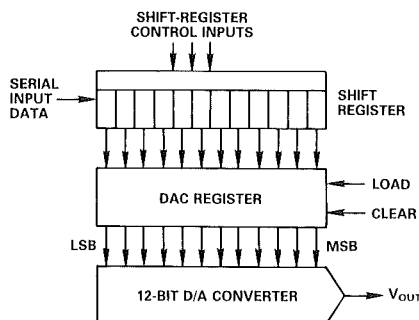 SHIFT-REGISTER
CONTROL INPUTS
SERIAL
INPUT
DATA
SHIFT
REGISTER
DAC REGISTER
LOAD
CLEAR
LSB
MSB
12-BIT D/A CONVERTER
VOUT